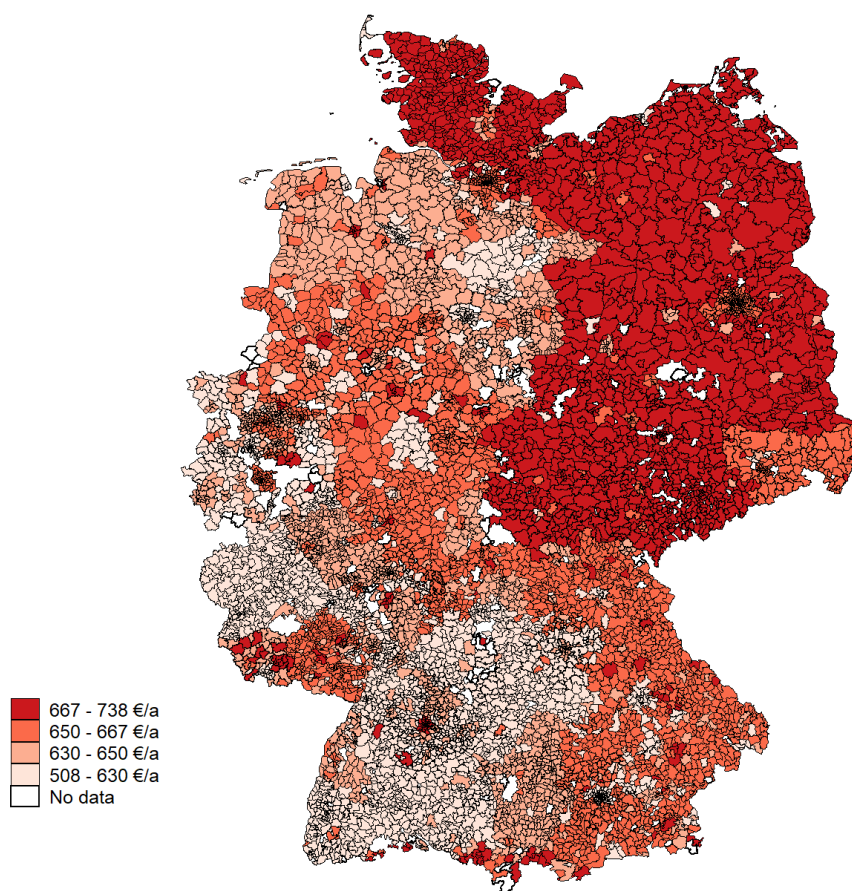 667 - 738 €/a
650 - 667 €/a
630 - 650 €/a
508 - 630 €/a
No data